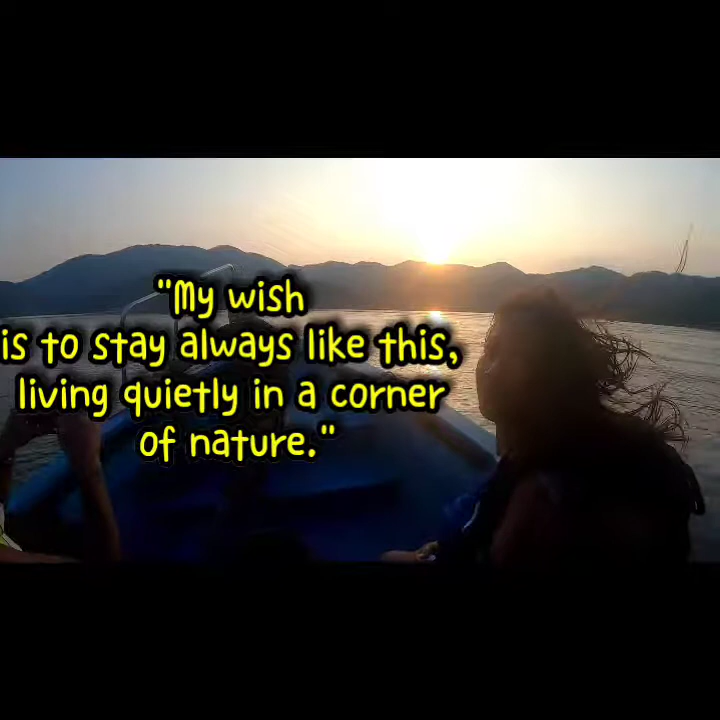 "My wish
is to stay always like this,
living quietly in a corner
of nature."